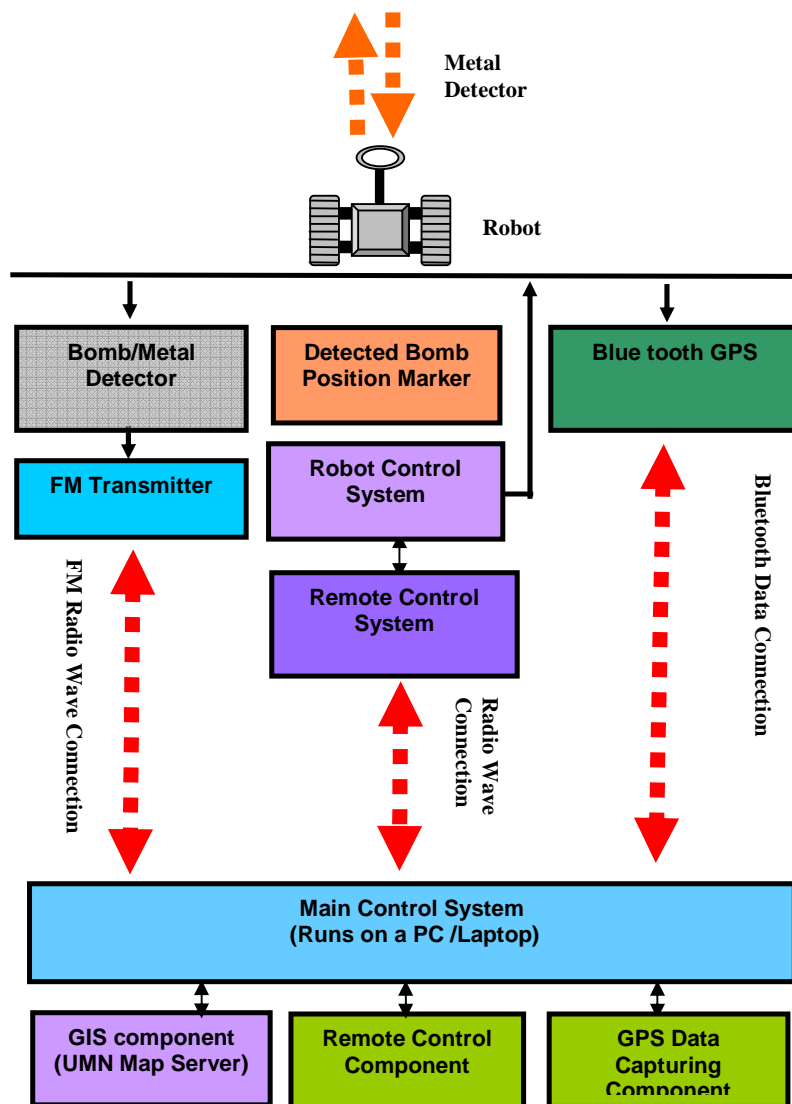 Metal
Detector
Robot
Bomb/Metal
Detector
Detected Bomb
Position Marker
Blue tooth GPS
FM Transmitter
Robot Control
System
Remote Control
System
FM Radio Wave Connection
Radio Wave
Connection
Bluetooth Data Connection
Main Control System
(Runs on a PC /Laptop)
GIS component
(UMN Map Server)
Remote Control
Component
GPS Data
Capturing
Component